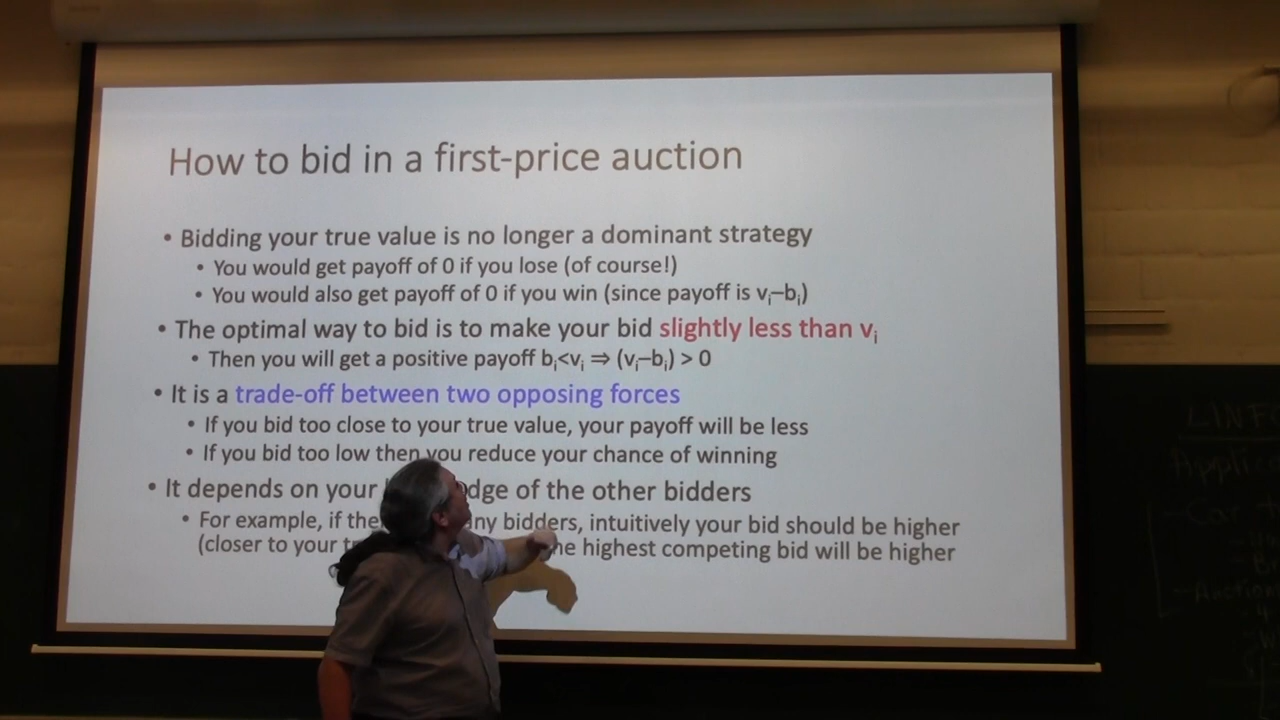 How to bid in a first-price auction
• Bidding your true value is no longer a dominant strategy
• You would get payoff of 0 if you lose (of course!)
• You would also get payoff of 0 if you win (since payoff is vᵢ–bᵢ)
• The optimal way to bid is to make your bid slightly less than vᵢ
• Then you will get a positive payoff bᵢ<vᵢ ⇒ (vᵢ–bᵢ) > 0
• It is a trade-off between two opposing forces
• If you bid too close to your true value, your payoff will be less
• If you bid too low then you reduce your chance of winning
• It depends on your of the other bidders
• For example, if bidders, intuitively your bid should be higher
(closer to your highest competing bid will be higher